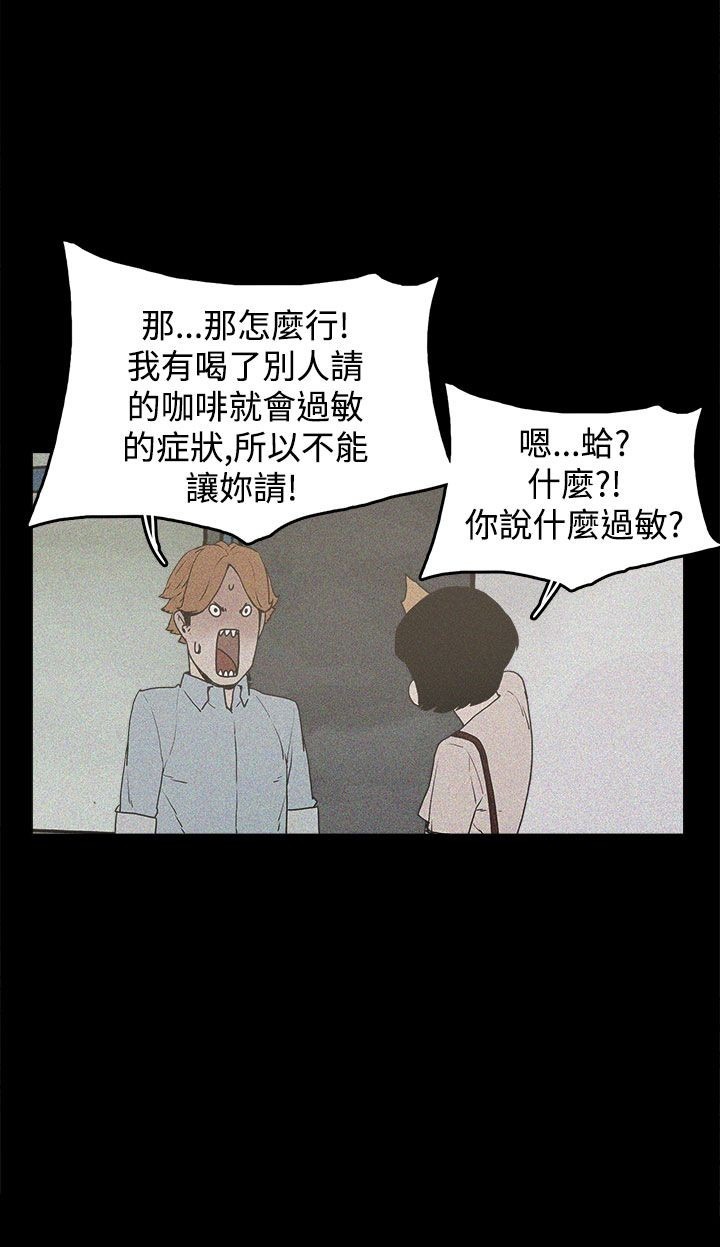 那...那怎麼行!
我有喝了別人請
的咖啡就會過敏
的症狀,所以不能
讓妳請!
嗯...蛤?
什麼?!
你說什麼過敏?